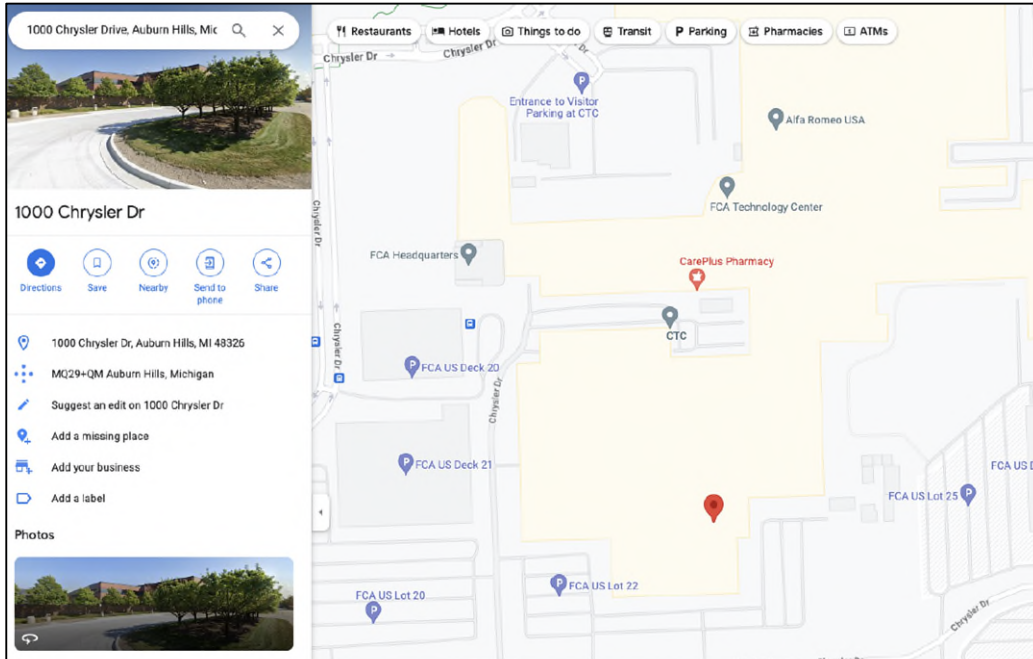 1000 Chrysler Drive, Auburn Hills, Mic
Restaurants
Hotels
Things to do
Transit
Parking
Pharmacies
ATMs
1000 Chrysler Dr
Directions
Save
Nearby
Send to
phone
Share
1000 Chrysler Dr, Auburn Hills, MI 48326
MQ29+QM Auburn Hills, Michigan
Suggest an edit on 1000 Chrysler Dr
Add a missing place
Add your business
Add a label
Photos
Chrysler Dr
Chrysler Dr
Dr
P
Entrance to Visitor
Parking at CTC
Alfa Romeo USA
Chrysler Dr
FCA Technology Center
FCA Headquarters
CarePlus Pharmacy
CTC
Chrysler Dr
P
FCA US Deck 20
Chrysler Dr
P
FCA US Deck 21
FCA US D
FCA US Lot 25
P
FCA US Lot 20
P
P
FCA US Lot 22
Chrysler Dr
Chrysler Dr